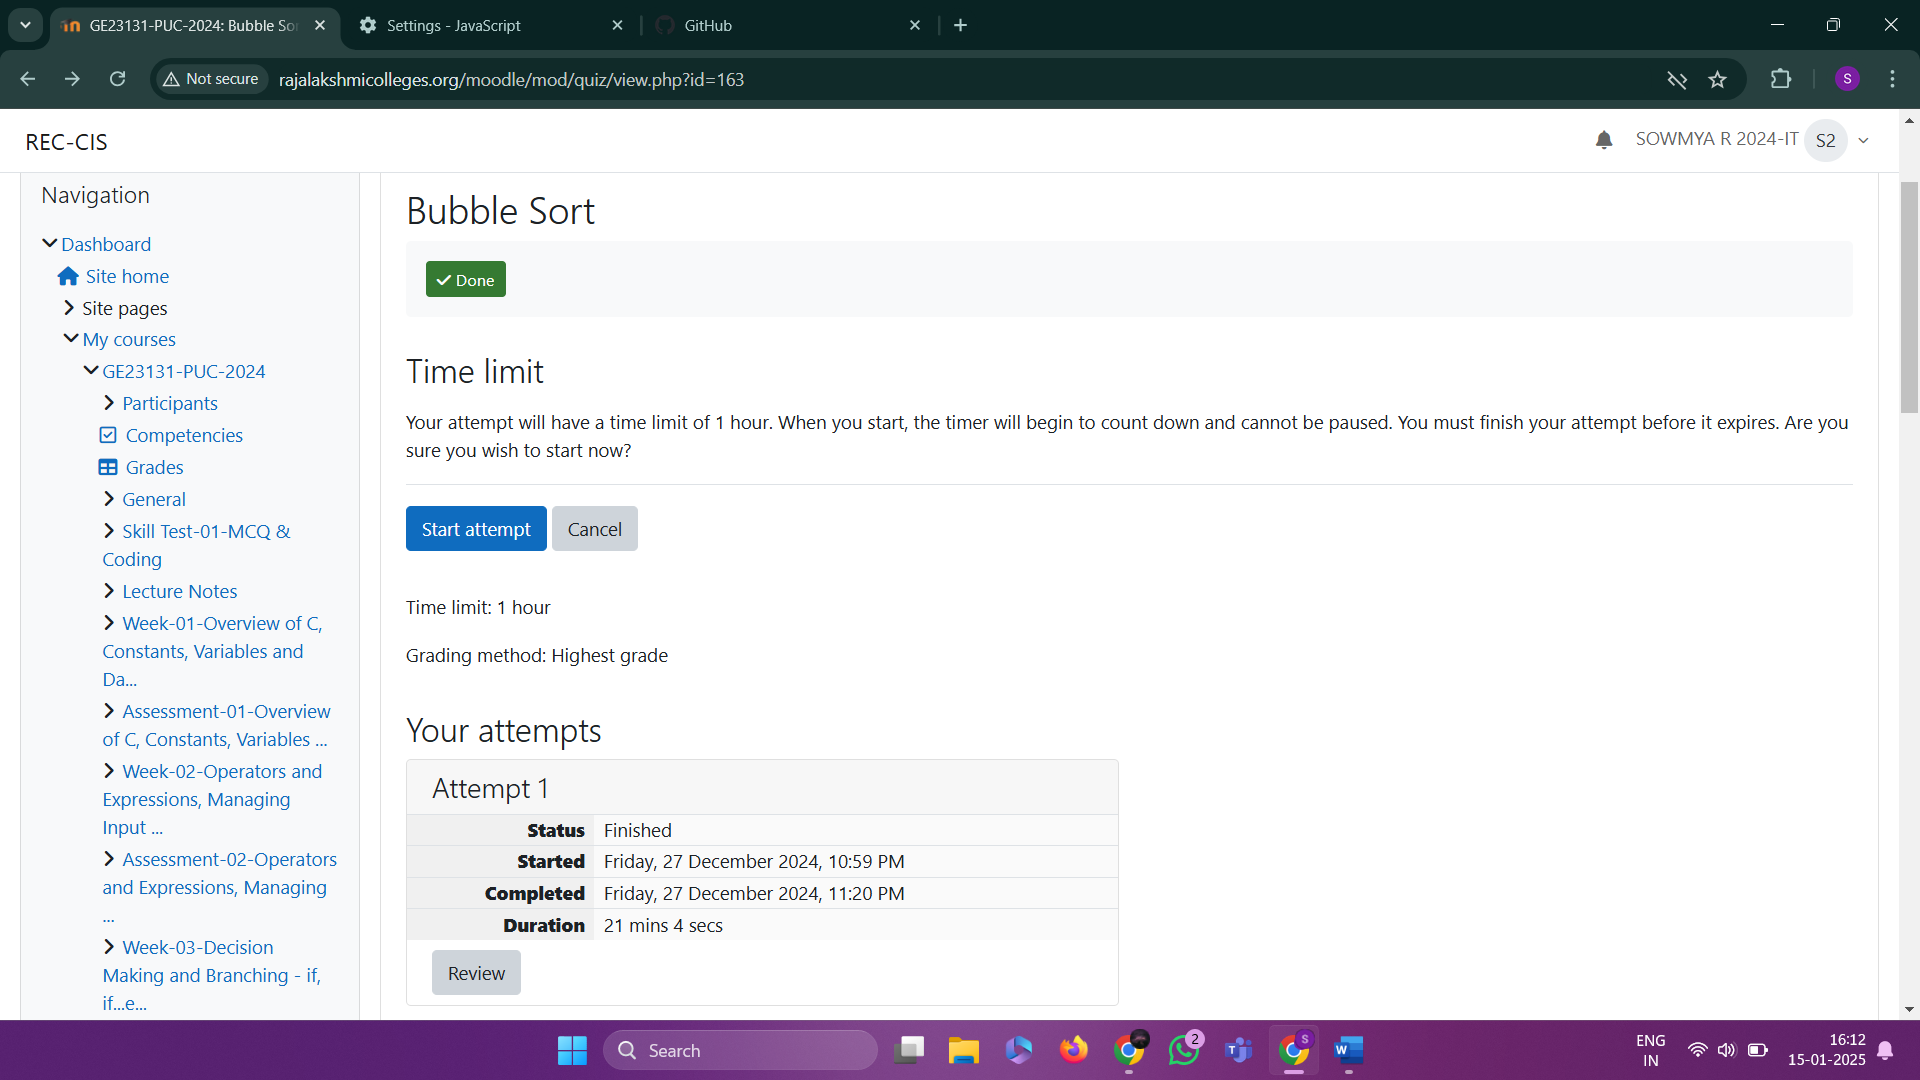 GE23131-PUC-2024: Bubble So
Settings - JavaScript
GitHub
Not secure
rajalakshmicolleges.org/moodle/mod/quiz/view.php?id=163
S
REC-CIS
SOWMYA R 2024-IT
S2
Navigation
Dashboard
Site home
Site pages
My courses
GE23131-PUC-2024
Participants
Competencies
Grades
General
Skill Test-01-MCQ &
Coding
Lecture Notes
Week-01-Overview of C,
Constants, Variables and
Da...
Assessment-01-Overview
of C, Constants, Variables ...
Week-02-Operators and
Expressions, Managing
Input ...
Assessment-02-Operators
and Expressions, Managing
...
Week-03-Decision
Making and Branching - if,
if...e...
Bubble Sort
Done
Time limit
Your attempt will have a time limit of 1 hour. When you start, the timer will begin to count down and cannot be paused. You must finish your attempt before it expires. Are you
sure you wish to start now?
Start attempt
Cancel
Time limit: 1 hour
Grading method: Highest grade
Your attempts
Attempt 1
Status Finished
Started Friday, 27 December 2024, 10:59 PM
Completed Friday, 27 December 2024, 11:20 PM
Duration 21 mins 4 secs
Review
Search
2
S
ENG
IN
16:12
15-01-2025